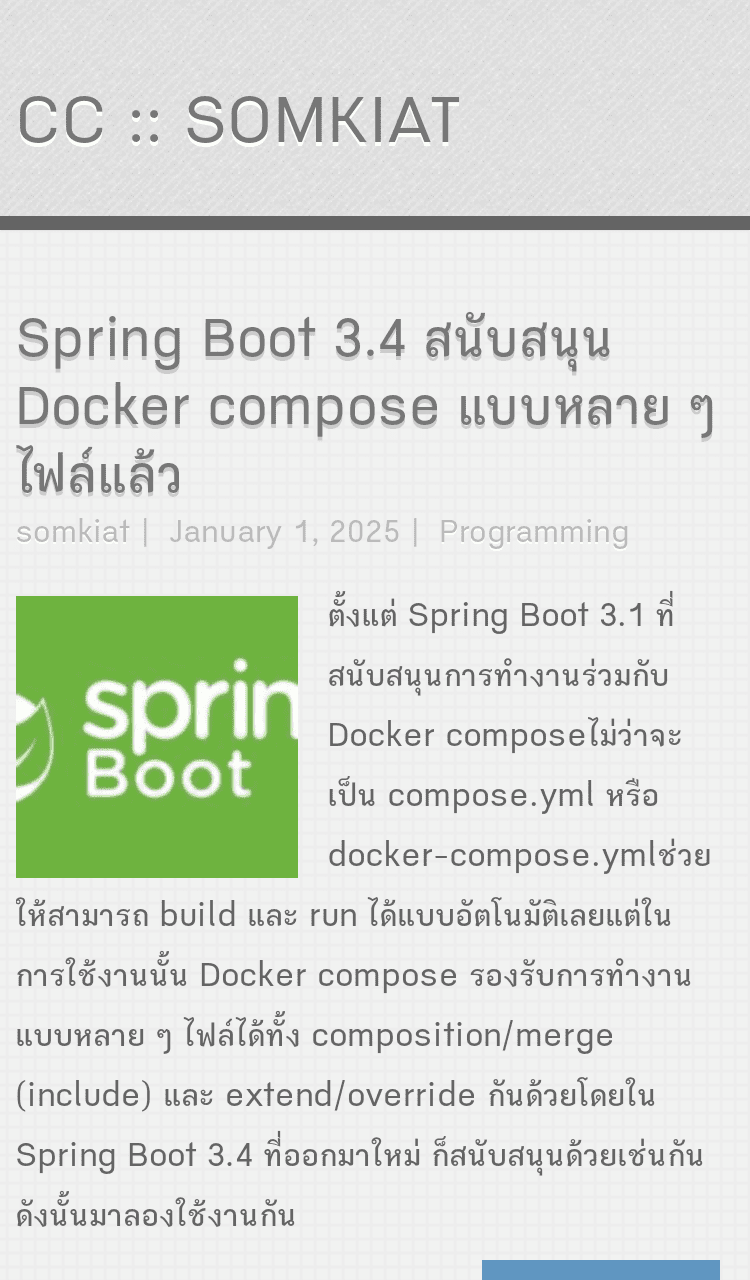 CC :: SOMKIAT
Spring Boot 3.4 สนับสนุน
Docker compose แบบหลาย ๆ
ไฟล์แล้ว
somkiat | January 1, 2025 | Programming
sprin
Boot
ตั้งแต่ Spring Boot 3.1 ที่
สนับสนุนการทำงานร่วมกับ
Docker composeไม่ว่าจะ
เป็น compose.yml หรือ
docker-compose.ymlช่วย
ให้สามารถ build และ run ได้แบบอัตโนมัติเลยแต่ใน
การใช้งานนั้น Docker compose รองรับการทำงาน
แบบหลาย ๆ ไฟล์ได้ทั้ง composition/merge
(include) และ extend/override กันด้วยโดยใน
Spring Boot 3.4 ที่ออกมาใหม่ ก็สนับสนุนด้วยเช่นกัน
ดังนั้นมาลองใช้งานกัน